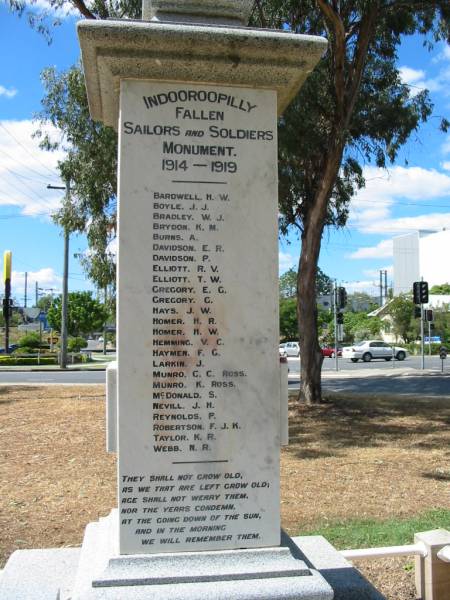 INDOOROOPILLY
FALLEN
SAILORS AND SOLDIERS
MONUMENT.
1914 — 1919
BARDWELL, H. W.
BOYLE, J. J.
BRADLEY, W. J.
BRYDON, K. M.
BURNS, A.
DAVIDSON, E. R.
DAVIDSON, P.
ELLIOTT, R. V.
ELLIOTT, T. W.
GREGORY, E. G.
GREGORY, G.
HAYS, J. W.
HOMER, H. R.
HOMER, H. W.
HEMMING, V. C.
HAYMEN, F. G.
LARKIN, J.
MUNRO, C. C. ROSS.
MUNRO, K. ROSS.
McDONALD, S.
NEVILL, J. H.
REYNOLDS, P.
ROBERTSON, F. J. K.
TAYLOR, K. R.
WEBB, N. R.
THEY SHALL NOT GROW OLD,
AS WE THAT ARE LEFT GROW OLD;
AGE SHALL NOT WEARY THEM,
NOR THE YEARS CONDEMN,
AT THE GOING DOWN OF THE SUN,
AND IN THE MORNING
WE WILL REMEMBER THEM.